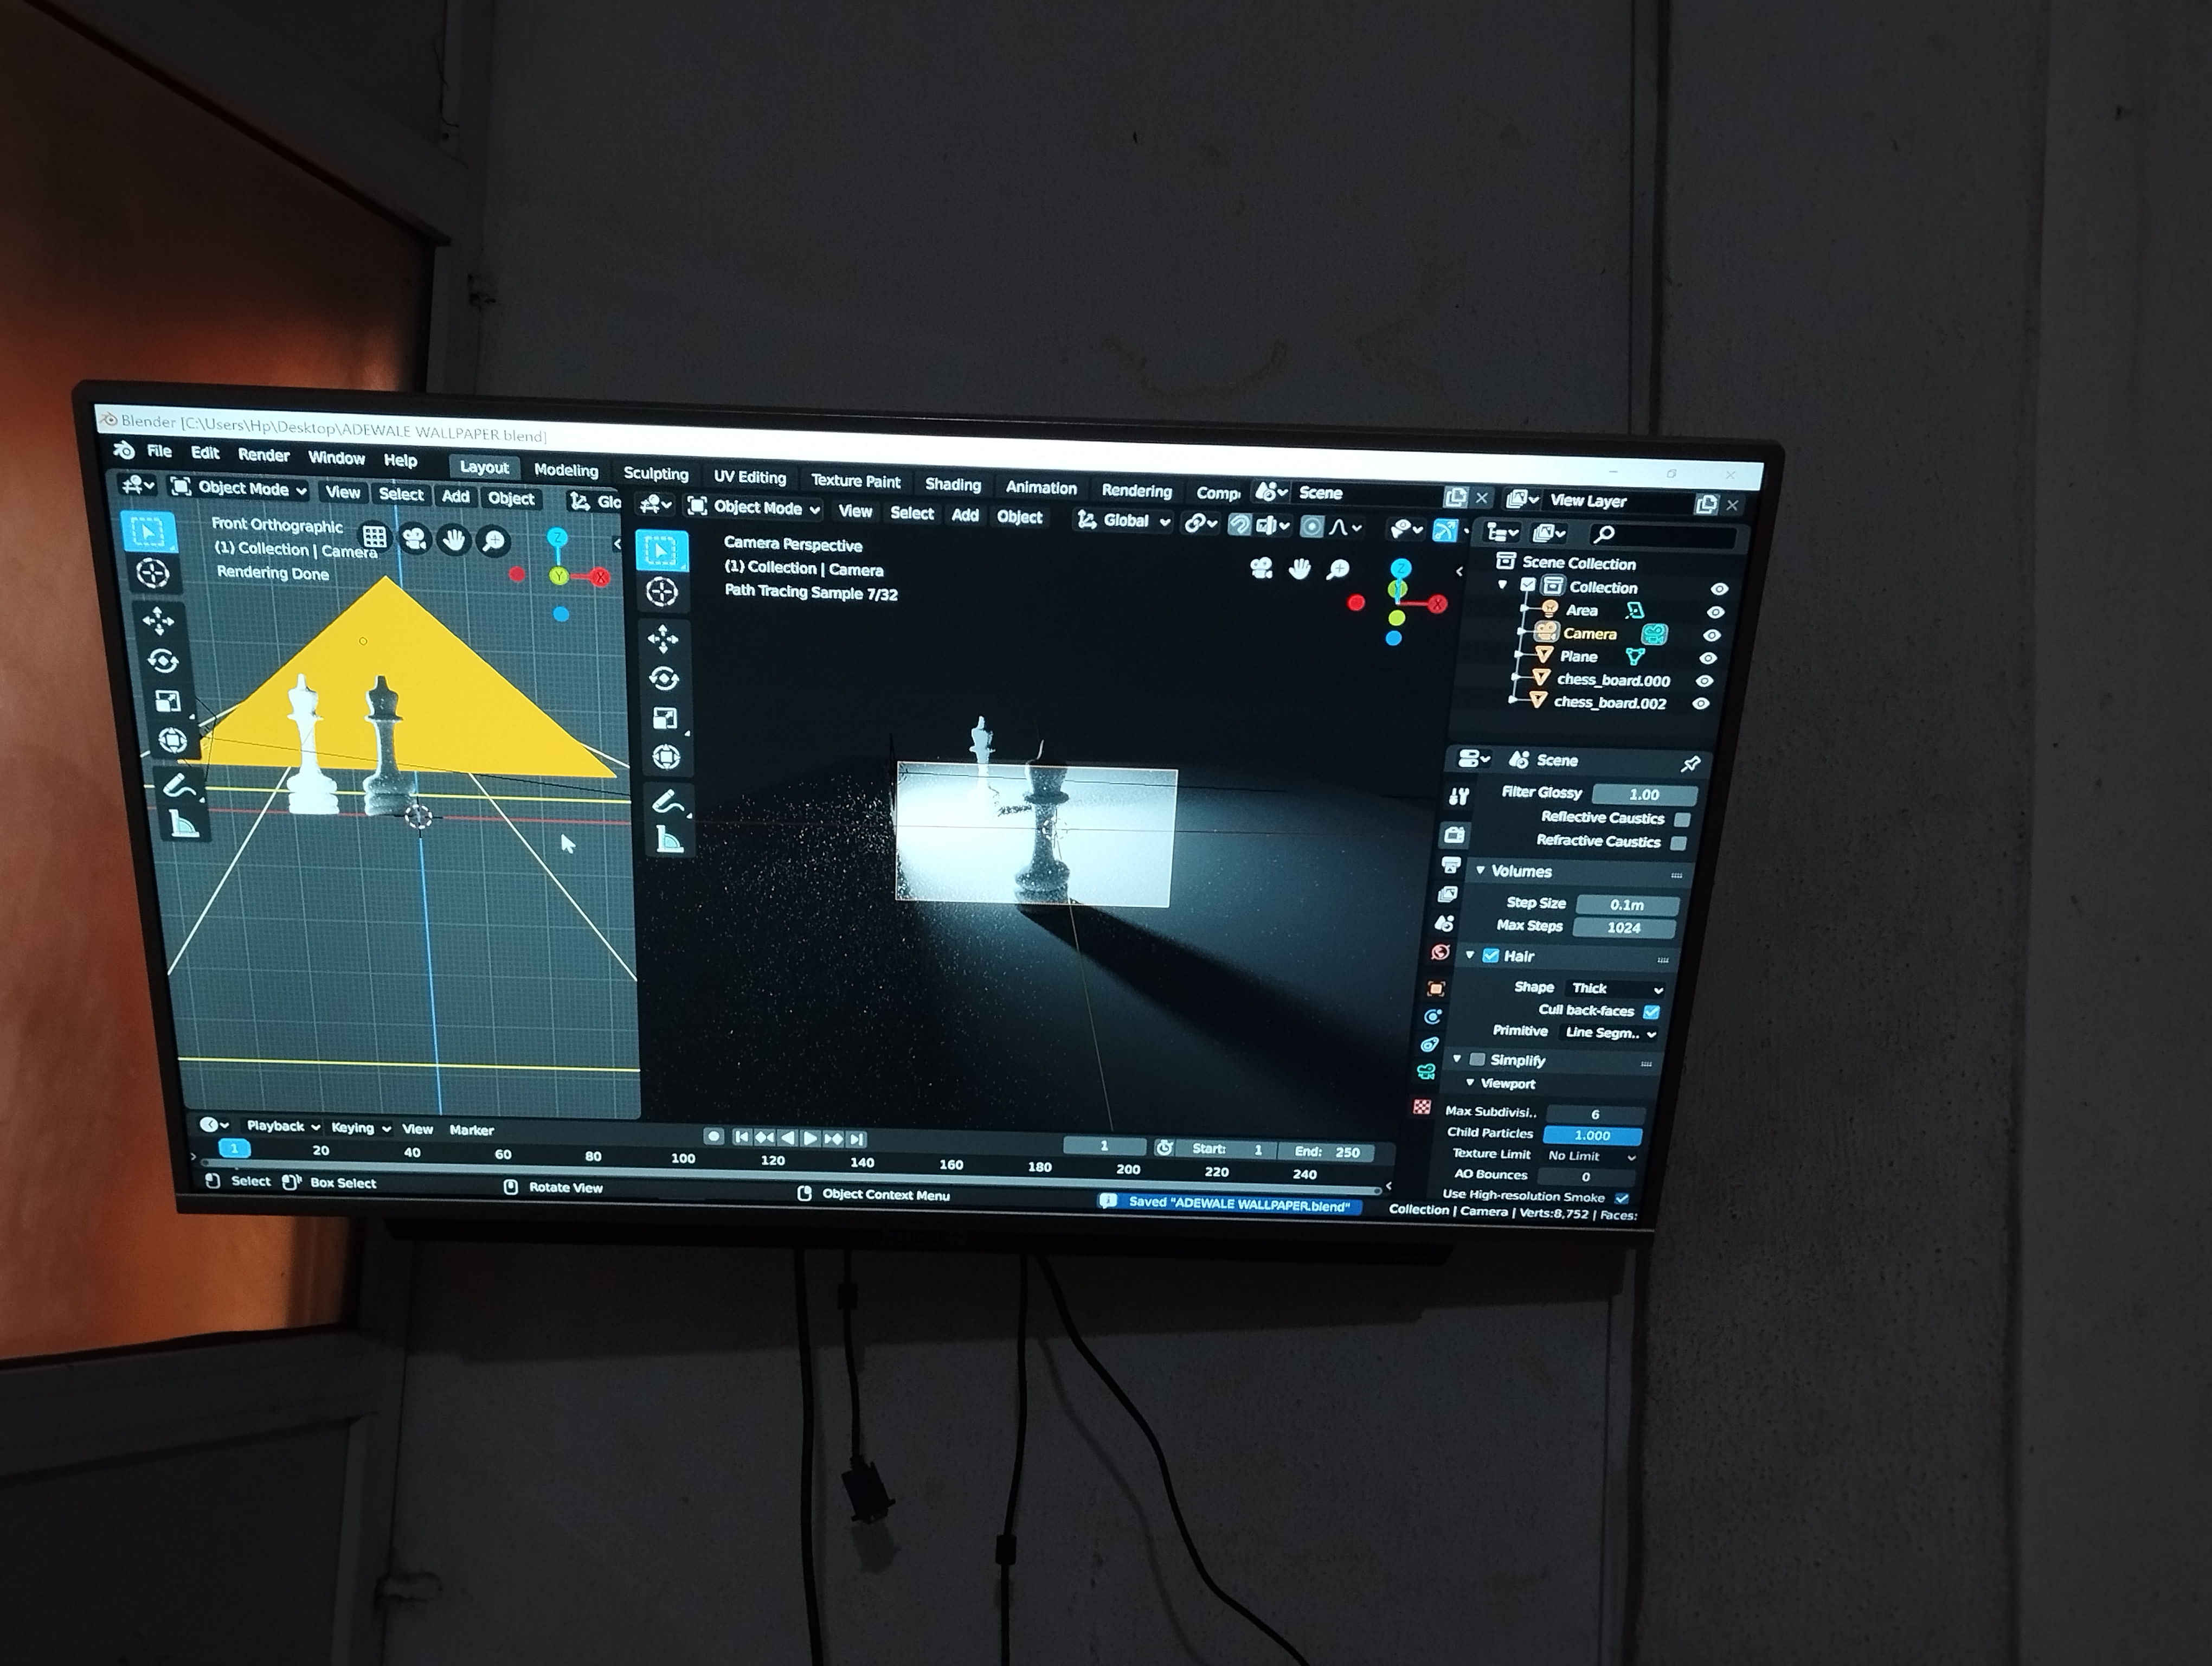 Blender [C:\Users\Hp\Desktop\ADEWALE WALLPAPER.blend]
File Edit Render Window Help Layout Modeling Sculpting UV Editing Texture Paint Shading Animation Rendering Comp Scene View Layer
Object Mode View Select Add Object Glo
Front Orthographic
(1) Collection | Camera
Rendering Done
Z
Y
X
Object Mode View Select Add Object Global
Camera Perspective
(1) Collection | Camera
Path Tracing Sample 7/32
Z
X
Scene Collection
Collection
Area
Camera
Plane
chess_board.000
chess_board.002
Scene
Filter Glossy 1.00
Reflective Caustics
Refractive Caustics
Volumes
Step Size 0.1m
Max Steps 1024
Hair
Shape Thick
Cull back-faces
Primitive Line Segm..
Simplify
Viewport
Max Subdivisi.. 6
Child Particles 1.000
Texture Limit No Limit
AO Bounces 0
Use High-resolution Smoke
Playback Keying View Marker 1 Start: 1 End: 250
1 20 40 60 80 100 120 140 160 180 200 220 240
Select Box Select Rotate View Object Context Menu Saved "ADEWALE WALLPAPER.blend" Collection | Camera | Verts:8,752 | Faces: